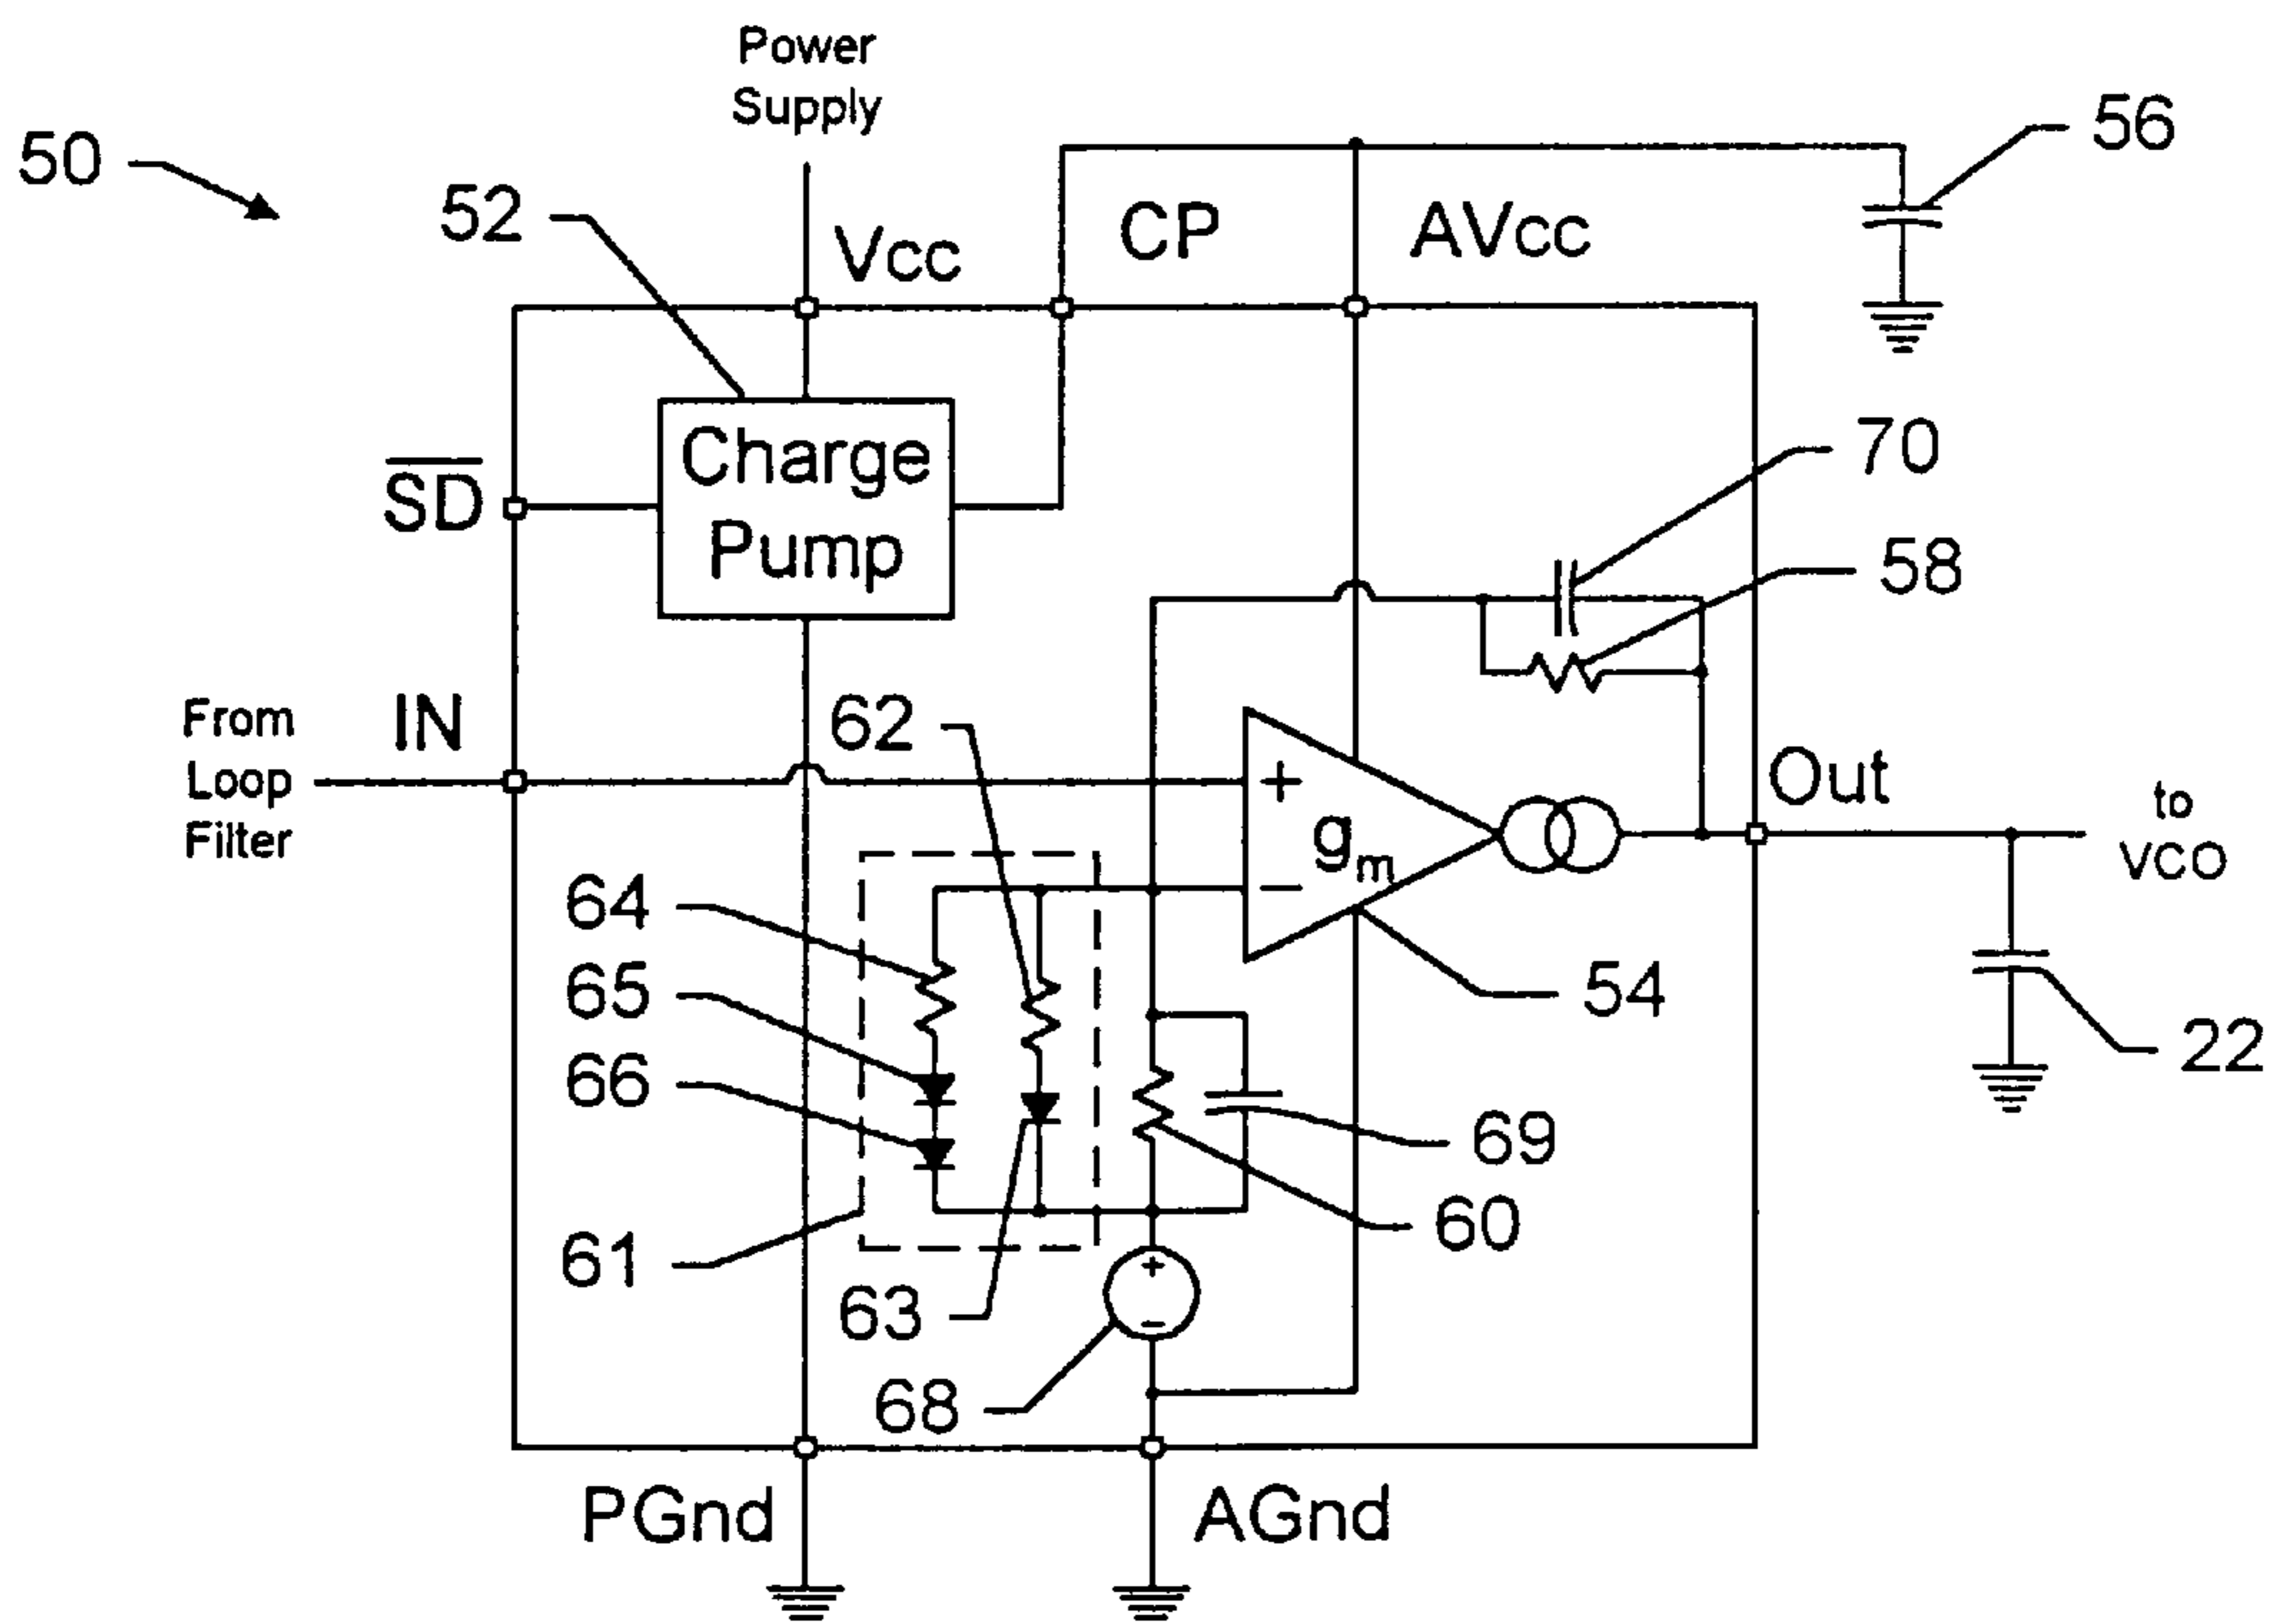 Power
Supply
50
52
Vcc
CP
AVcc
56
SD
Charge
Pump
70
58
From
Loop
Filter
IN
62
+
gm
−
Out
to
VCO
64
65
66
54
22
69
60
61
63
+
-
68
PGnd
AGnd